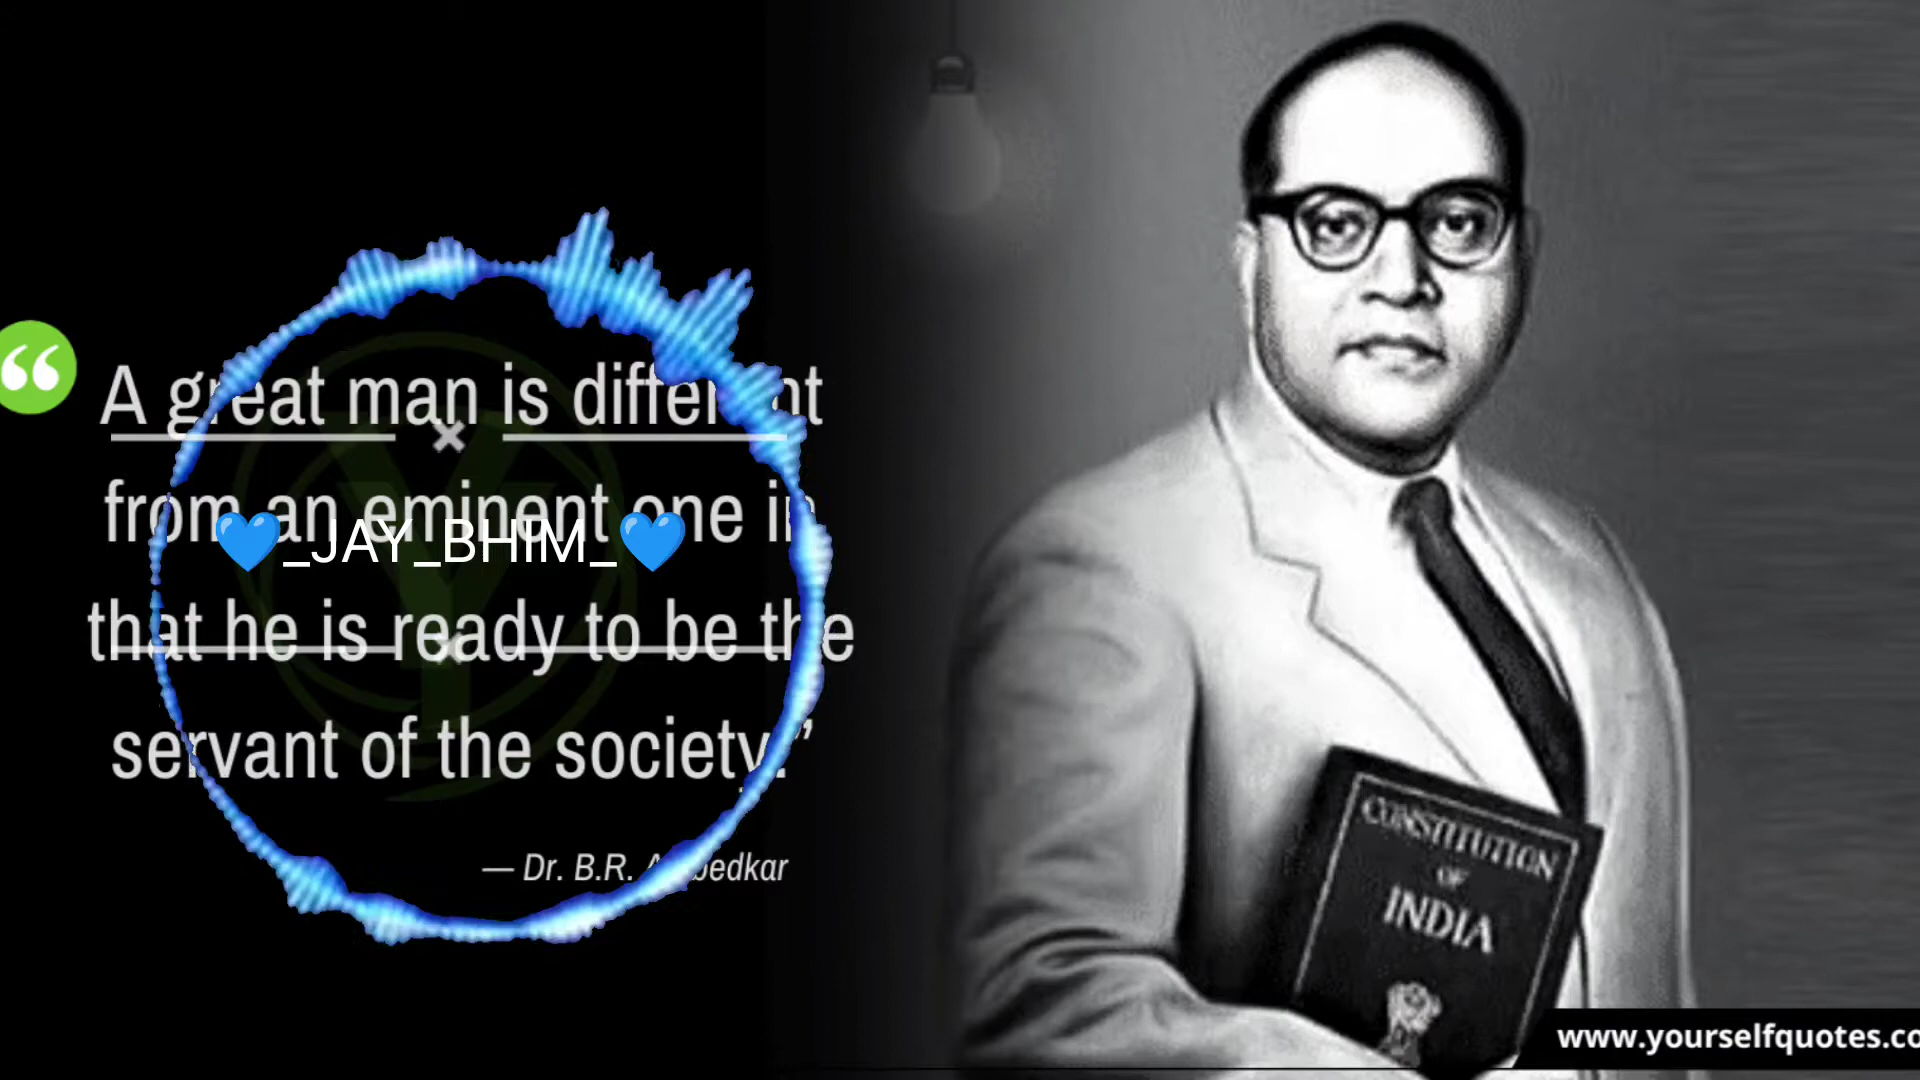 “
A great man is different
from an eminent one in
💙_JAY_BHIM_💙
that he is ready to be the
servant of the society.”
— Dr. B.R. Ambedkar
CONSTITUTION
OF
INDIA
www.yourselfquotes.co